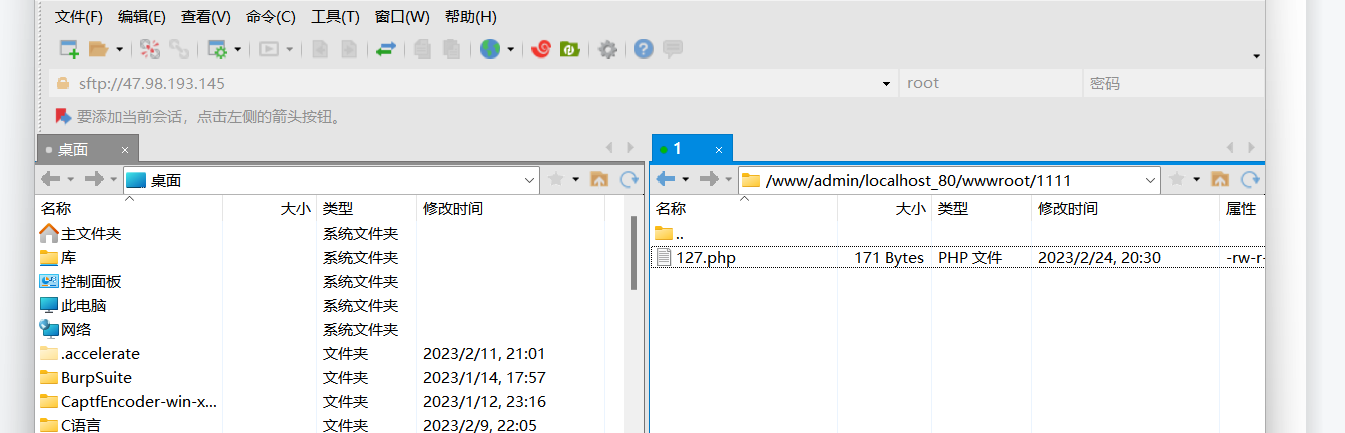 文件(F) 编辑(E) 查看(V) 命令(C) 工具(T) 窗口(W) 帮助(H)
sftp://47.98.193.145 root 密码
要添加当前会话，点击左侧的箭头按钮。
桌面 × 1 ×
桌面 /www/admin/localhost_80/wwwroot/1111
名称 大小 类型 修改时间 名称 大小 类型 修改时间 属性
主文件夹 系统文件夹 ..
库 系统文件夹 127.php 171 Bytes PHP 文件 2023/2/24, 20:30 -rw-r-
控制面板 系统文件夹
此电脑 系统文件夹
网络 系统文件夹
.accelerate 文件夹 2023/2/11, 21:01
BurpSuite 文件夹 2023/1/14, 17:57
CaptfEncoder-win-x... 文件夹 2023/1/12, 23:16
C语言 文件夹 2023/2/9, 22:05